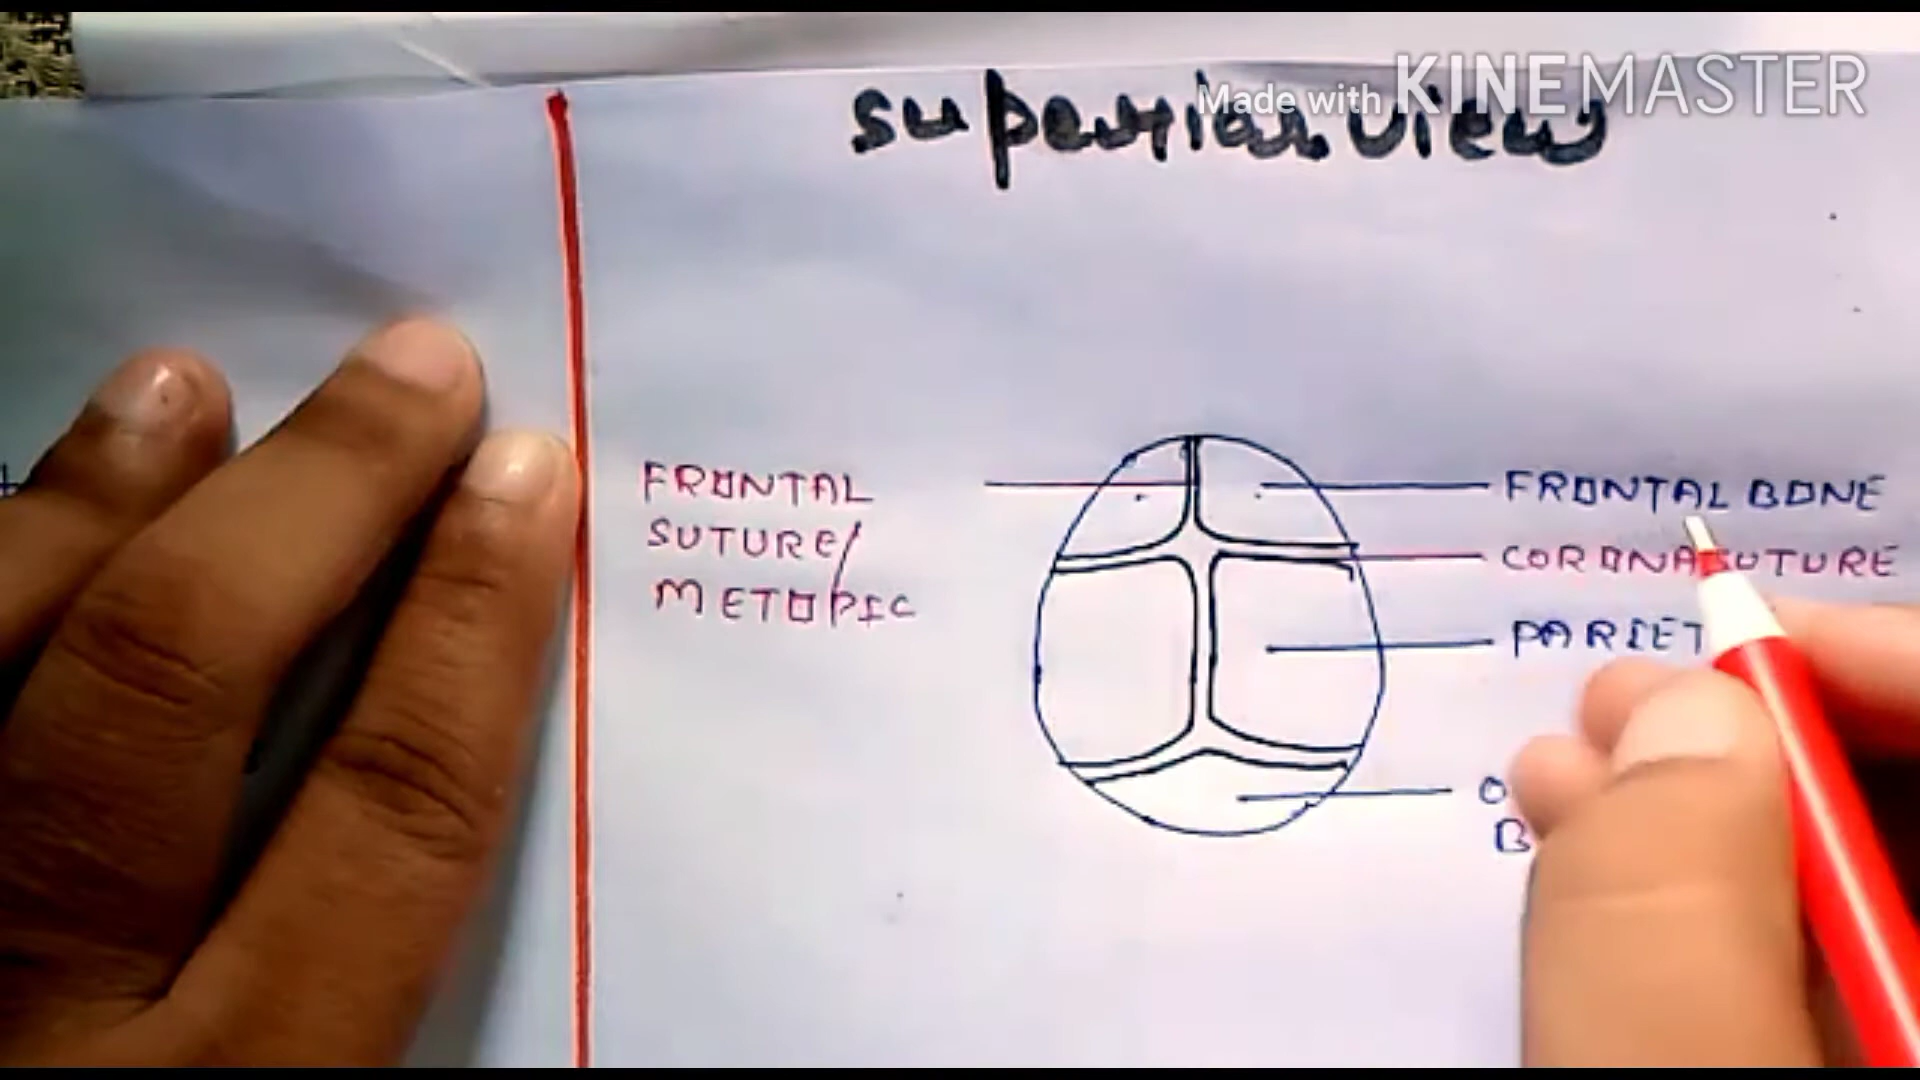 Made with KINEMASTER
superior view
FRONTAL
SUTURE/
METOPIC
FRONTAL BONE
CORONA SUTURE
PARIET
O
B